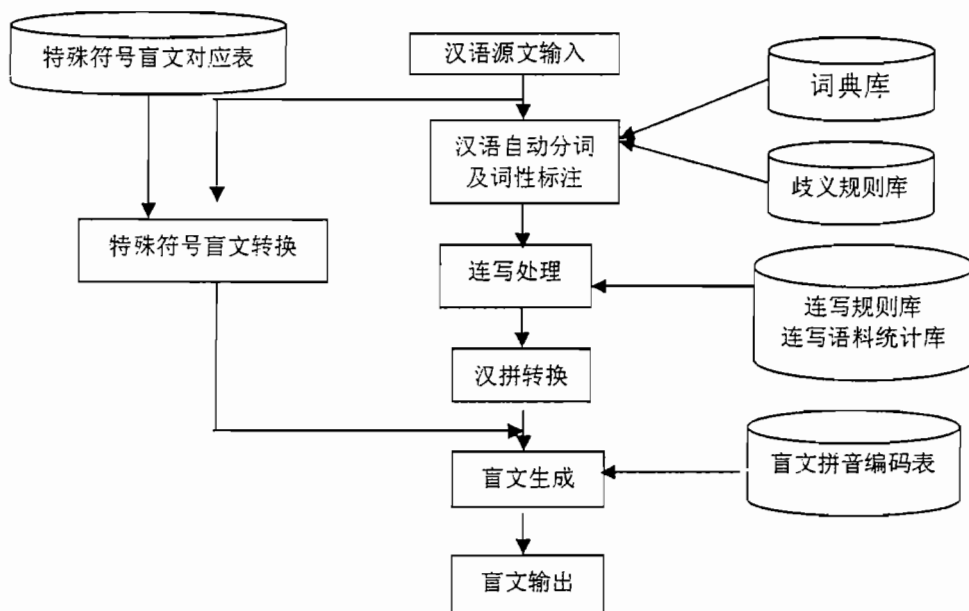 特殊符号盲文对应表
汉语源文输入
词典库
汉语自动分词
及词性标注
歧义规则库
特殊符号盲文转换
连写处理
连写规则库
连写语料统计库
汉拼转换
盲文生成
盲文拼音编码表
盲文输出